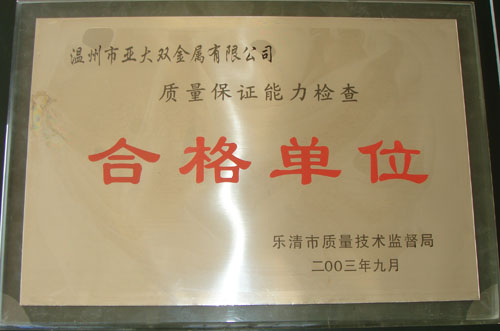 温州市亚大双金属有限公司
质量保证能力检查
合格单位
乐清市质量技术监督局
二〇〇三年九月